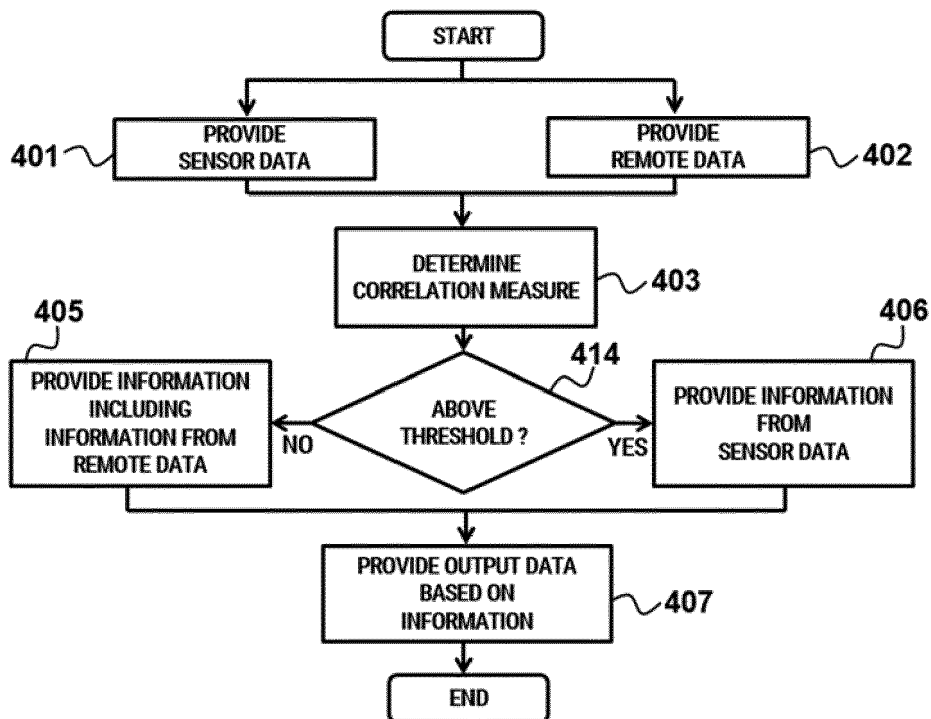 START
PROVIDE
SENSOR DATA
401
PROVIDE
REMOTE DATA
402
DETERMINE
CORRELATION MEASURE
403
405
PROVIDE INFORMATION
INCLUDING
INFORMATION FROM
REMOTE DATA
NO
ABOVE
THRESHOLD ?
414
YES
406
PROVIDE INFORMATION
FROM
SENSOR DATA
PROVIDE OUTPUT DATA
BASED ON
INFORMATION
407
END